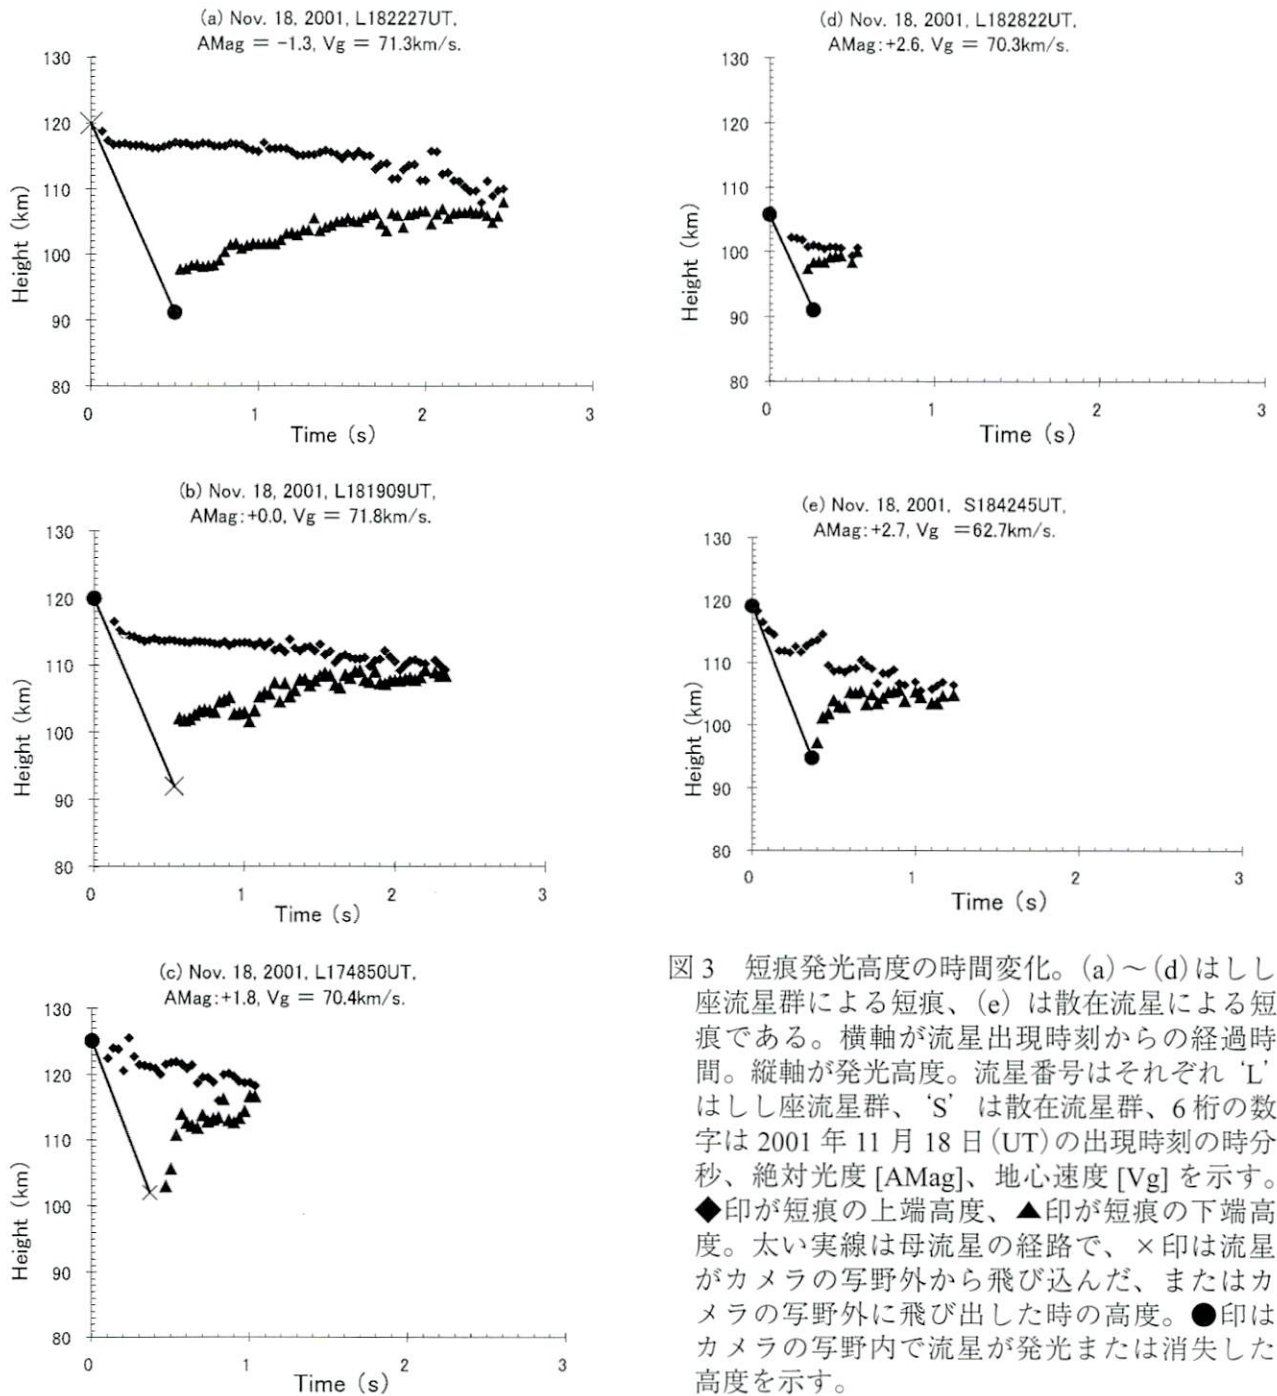 (a) Nov. 18, 2001, L182227UT,
AMag = −1.3, Vg = 71.3km/s.
130
120
110
100
90
80
Height (km)
0 1 2 3
Time (s)
(b) Nov. 18, 2001, L181909UT,
AMag:+0.0, Vg = 71.8km/s.
130
120
110
100
90
80
Height (km)
0 1 2 3
Time (s)
(c) Nov. 18, 2001, L174850UT,
AMag:+1.8, Vg = 70.4km/s.
130
120
110
100
90
80
Height (km)
0 1 2 3
Time (s)
(d) Nov. 18, 2001, L182822UT,
AMag:+2.6, Vg = 70.3km/s.
130
120
110
100
90
80
Height (km)
0 1 2 3
Time (s)
(e) Nov. 18, 2001, S184245UT,
AMag:+2.7, Vg =62.7km/s.
130
120
110
100
90
80
Height (km)
0 1 2 3
Time (s)
図3 短痕発光高度の時間変化。(a)～(d)はしし
座流星群による短痕、(e) は散在流星による短
痕である。横軸が流星出現時刻からの経過時
間。縦軸が発光高度。流星番号はそれぞれ ‘L’
はしし座流星群、‘S’ は散在流星群、6桁の数
字は 2001 年 11 月 18 日(UT)の出現時刻の時分
秒、絶対光度 [AMag]、地心速度 [Vg] を示す。
◆印が短痕の上端高度、▲印が短痕の下端高
度。太い実線は母流星の経路で、×印は流星
がカメラの写野外から飛び込んだ、またはカ
メラの写野外に飛び出した時の高度。●印は
カメラの写野内で流星が発光または消失した
高度を示す。